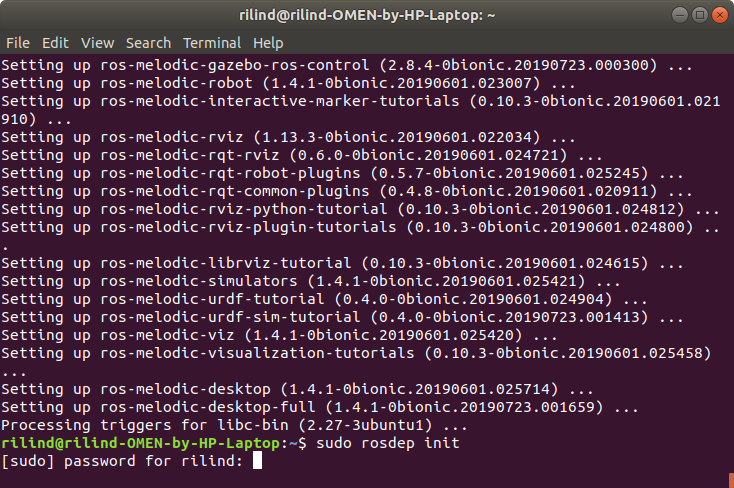 rilind@rilind-OMEN-by-HP-Laptop: ~
File Edit View Search Terminal Help
Setting up ros-melodic-gazebo-ros-control (2.8.4-0bionic.20190723.000300) ...
Setting up ros-melodic-robot (1.4.1-0bionic.20190601.023007) ...
Setting up ros-melodic-interactive-marker-tutorials (0.10.3-0bionic.20190601.021
910) ...
Setting up ros-melodic-rviz (1.13.3-0bionic.20190601.022034) ...
Setting up ros-melodic-rqt-rviz (0.6.0-0bionic.20190601.024721) ...
Setting up ros-melodic-rqt-robot-plugins (0.5.7-0bionic.20190601.025245) ...
Setting up ros-melodic-rqt-common-plugins (0.4.8-0bionic.20190601.020911) ...
Setting up ros-melodic-rviz-python-tutorial (0.10.3-0bionic.20190601.024812) ...
Setting up ros-melodic-rviz-plugin-tutorials (0.10.3-0bionic.20190601.024800) ..
.
Setting up ros-melodic-librviz-tutorial (0.10.3-0bionic.20190601.024615) ...
Setting up ros-melodic-simulators (1.4.1-0bionic.20190601.025421) ...
Setting up ros-melodic-urdf-tutorial (0.4.0-0bionic.20190601.024904) ...
Setting up ros-melodic-urdf-sim-tutorial (0.4.0-0bionic.20190723.001413) ...
Setting up ros-melodic-viz (1.4.1-0bionic.20190601.025420) ...
Setting up ros-melodic-visualization-tutorials (0.10.3-0bionic.20190601.025458)
...
Setting up ros-melodic-desktop (1.4.1-0bionic.20190601.025714) ...
Setting up ros-melodic-desktop-full (1.4.1-0bionic.20190723.001659) ...
Processing triggers for libc-bin (2.27-3ubuntu1) ...
rilind@rilind-OMEN-by-HP-Laptop:~$ sudo rosdep init
[sudo] password for rilind: